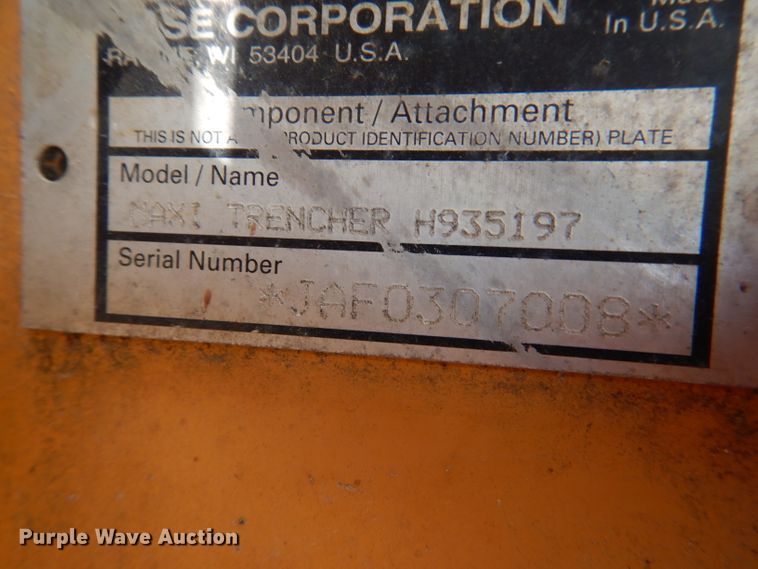 SE CORPORATION
In U.S.A.
WI 53404 U.S.A.
mponent / Attachment
THIS IS NOT A PRODUCT IDENTIFICATION NUMBER) PLATE
Model / Name
MAXI TRENCHER H935197
Serial Number
*JAF0307008*
Purple Wave Auction